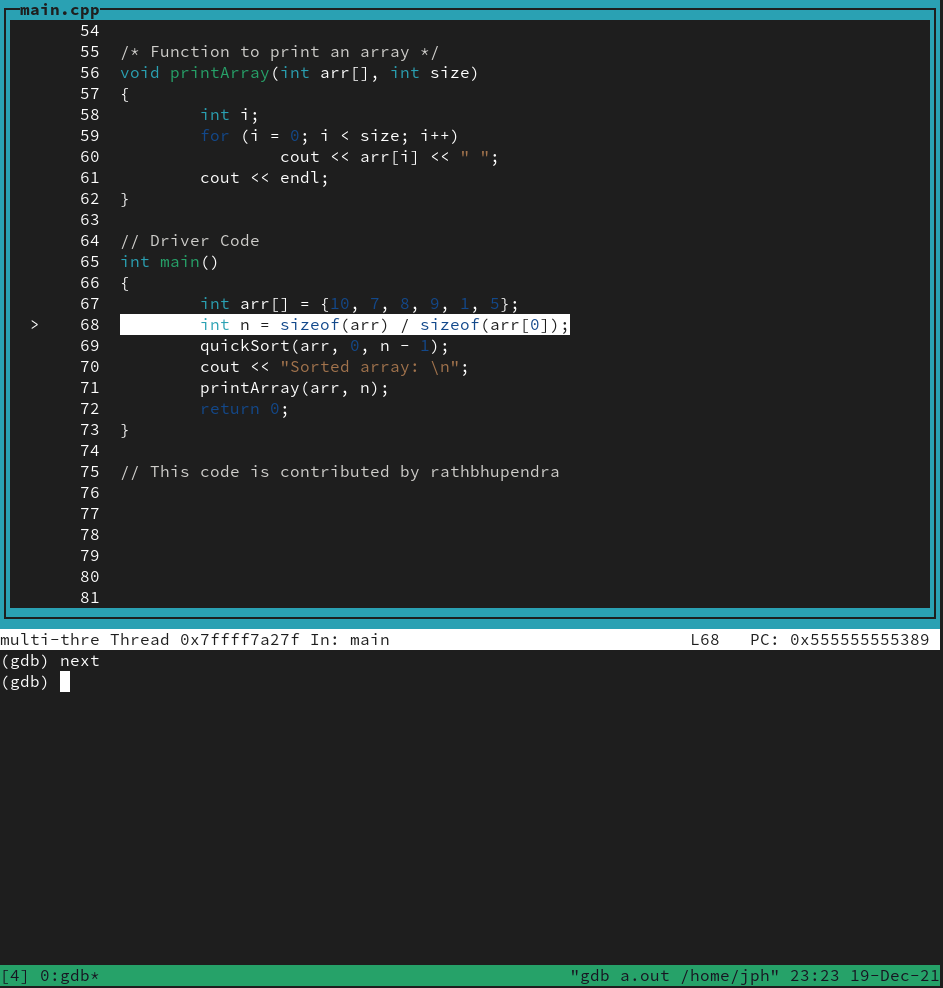 main.cpp
54
55 /* Function to print an array */
56 void printArray(int arr[], int size)
57 {
58         int i;
59         for (i = 0; i < size; i++)
60                 cout << arr[i] << " ";
61         cout << endl;
62 }
63
64 // Driver Code
65 int main()
66 {
67         int arr[] = {10, 7, 8, 9, 1, 5};
> 68         int n = sizeof(arr) / sizeof(arr[0]);
69         quickSort(arr, 0, n - 1);
70         cout << "Sorted array: \n";
71         printArray(arr, n);
72         return 0;
73 }
74
75 // This code is contributed by rathbhupendra
76
77
78
79
80
81
multi-thre Thread 0x7ffff7a27f In: main L68 PC: 0x555555555389
(gdb) next
(gdb)
[4] 0:gdb* "gdb a.out /home/jph" 23:23 19-Dec-21